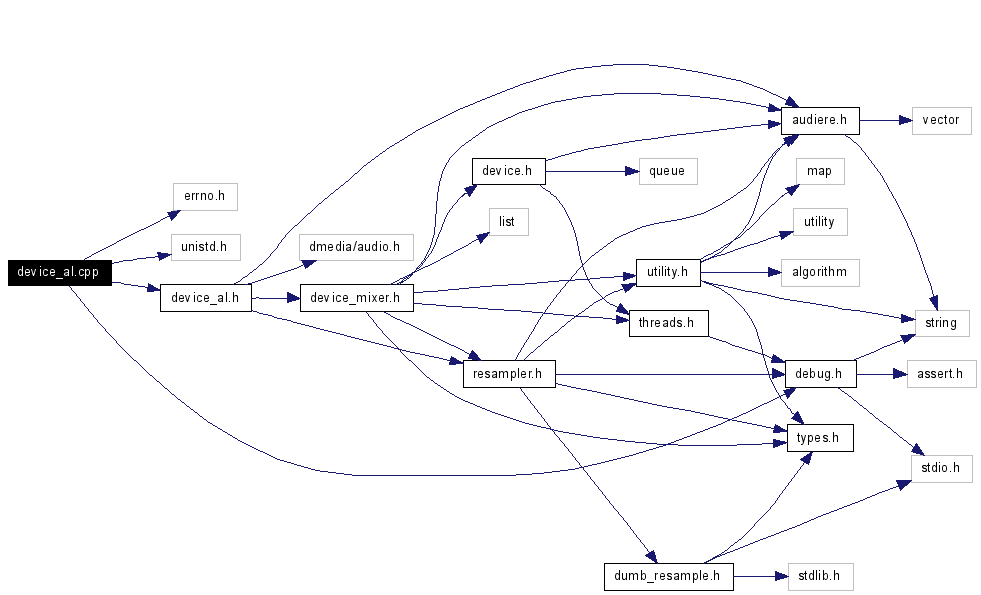 audiere.h
vector
device.h
queue
map
errno.h
list
utility
unistd.h
dmedia/audio.h
device_al.cpp
utility.h
algorithm
device_al.h
device_mixer.h
threads.h
string
resampler.h
debug.h
assert.h
types.h
stdio.h
dumb_resample.h
stdlib.h